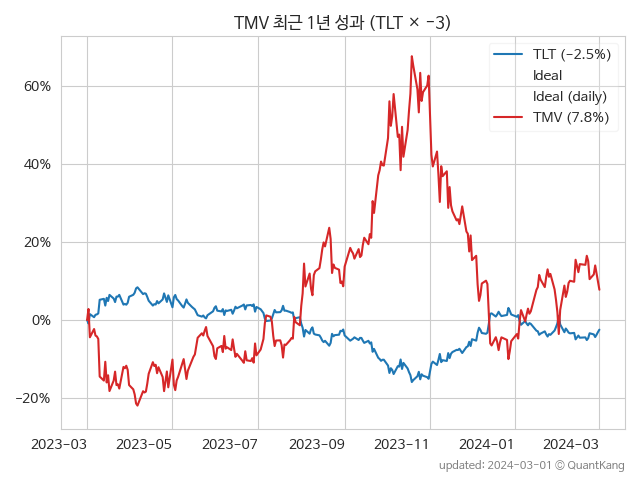 TMV 최근 1년 성과 (TLT × −3)
TLT (−2.5%)
Ideal
Ideal (daily)
TMV (7.8%)
60%
40%
20%
0%
−20%
2023−03
2023−05
2023−07
2023−09
2023−11
2024−01
2024−03
updated: 2024−03−01 © QuantKang